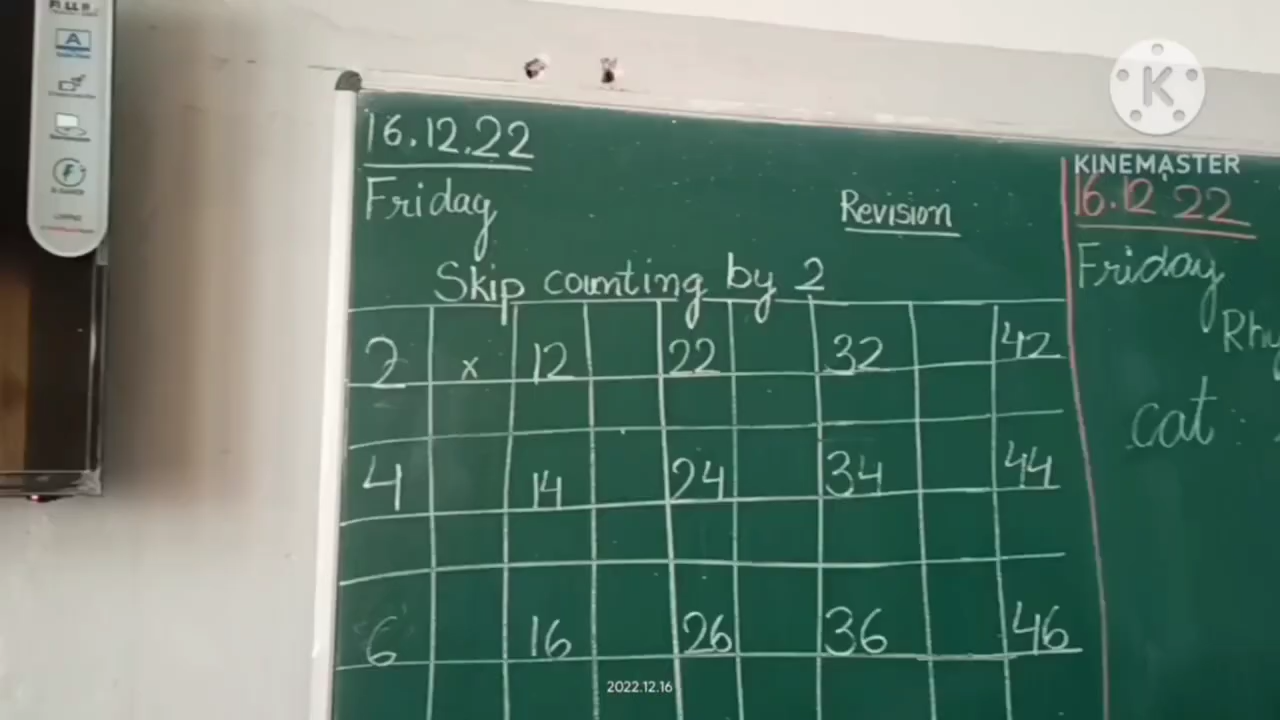 A
16.12.22
Friday
Revision
Skip counting by 2
2 x 12 22 32 42
4 14 24 34 44
6 16 26 36 46
K
KINEMASTER
16.12 22
Friday
cat :
2022.12.16